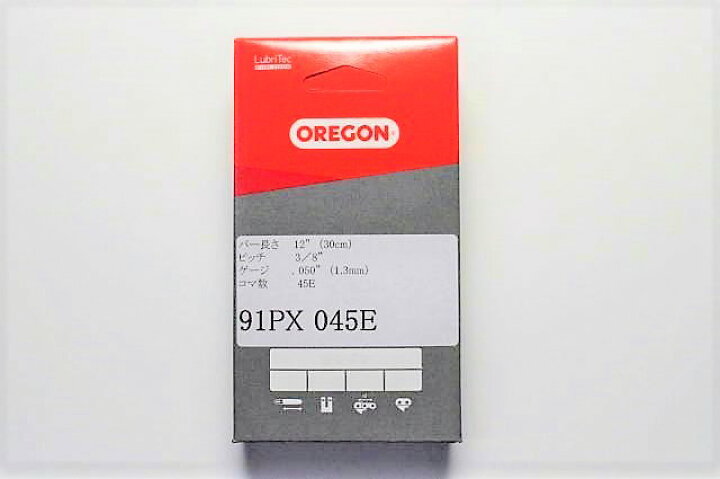 LubriTec
OREGON
バー長さ 12” (30cm)
ピッチ 3/8”
ゲージ .050” (1.3mm)
コマ数 45E
91PX 045E